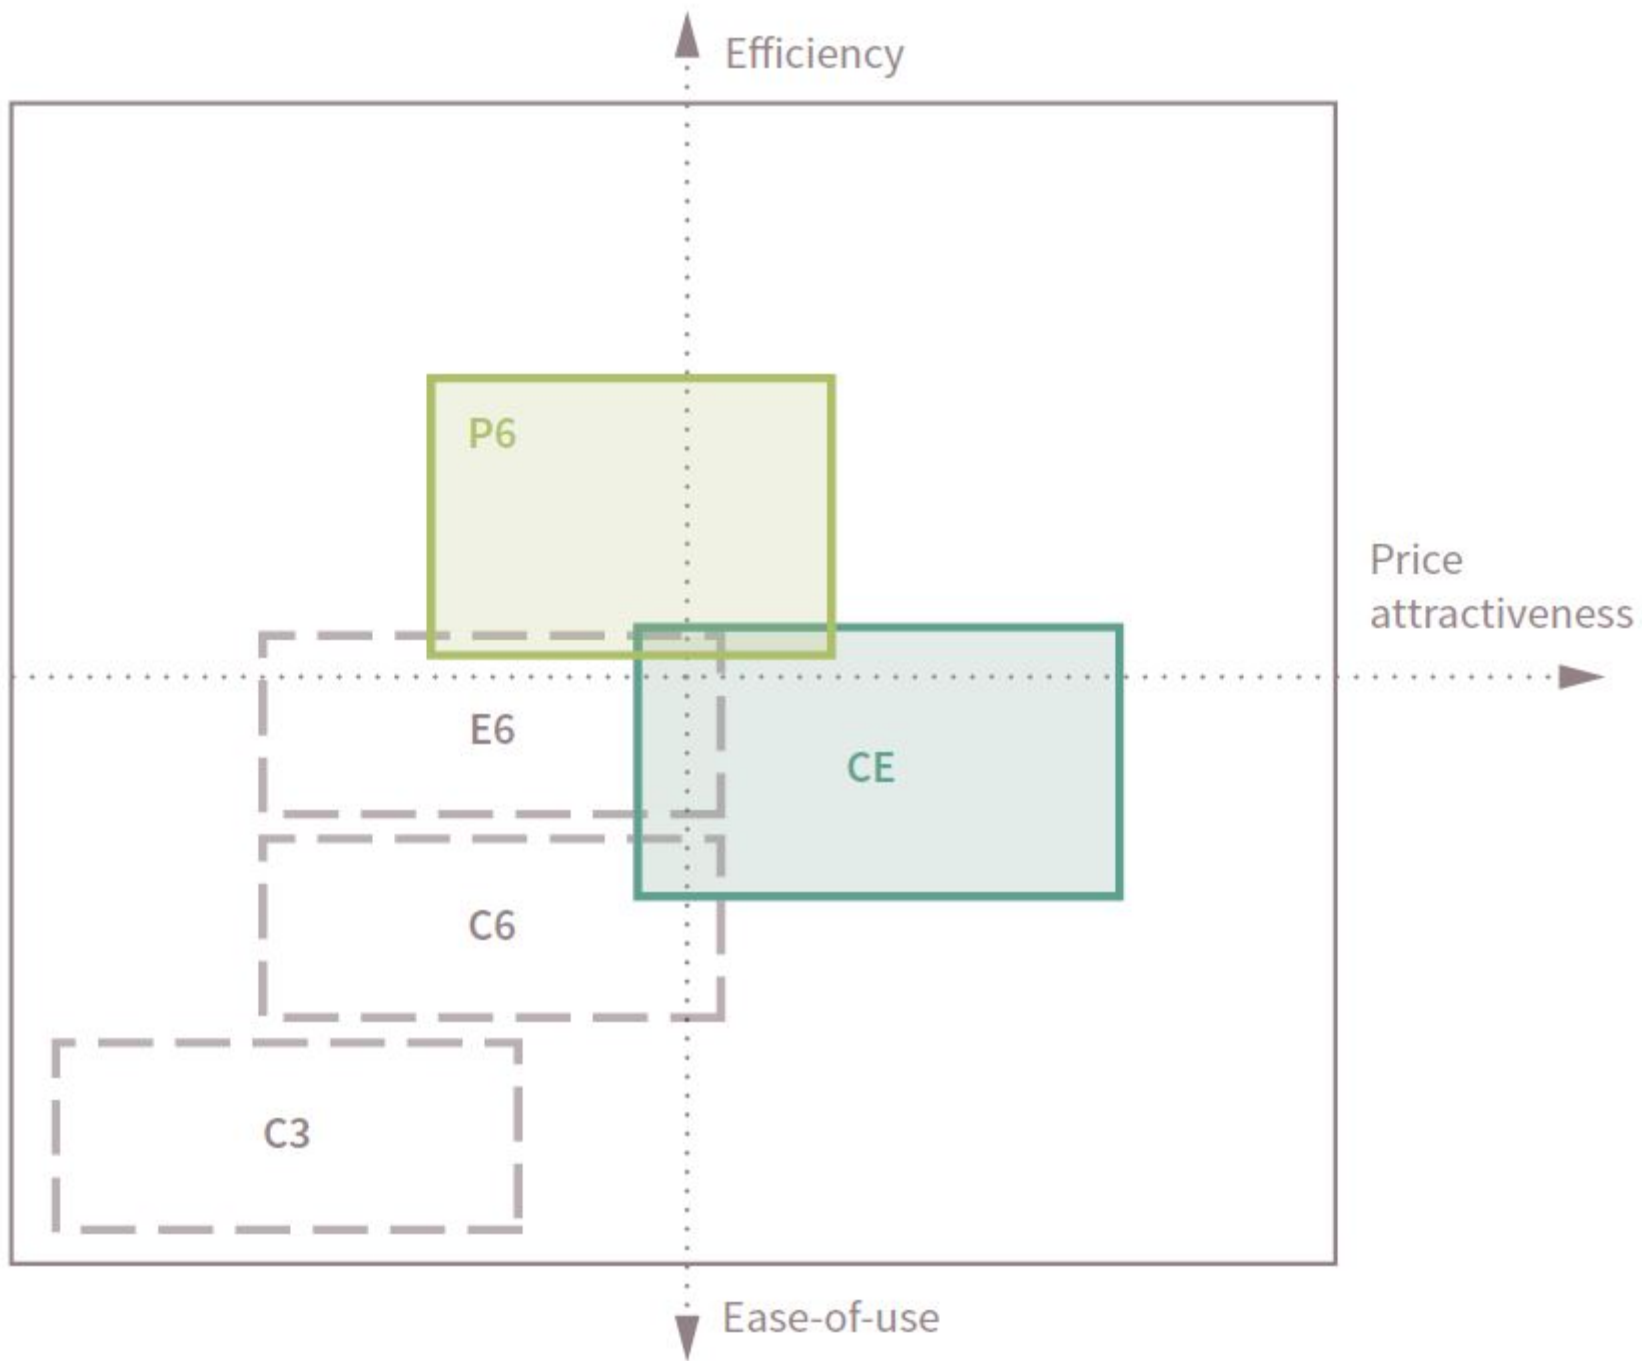 Efficiency
P6
Price
attractiveness
E6
CE
C6
C3
Ease-of-use